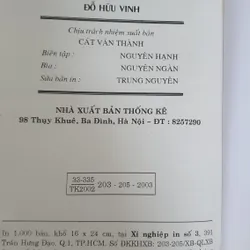 ĐỖ HỮU VINH
Chịu trách nhiệm xuất bản
CÁT VĂN THÀNH
Biên tập : NGUYÊN HẠNH
Bìa : NGUYÊN NGÂN
Sửa bản in : TRUNG NGUYÊN
NHÀ XUẤT BẢN THỐNG KÊ
98 Thụy Khuê, Ba Đình, Hà Nội - ĐT : 8257290
33-335
TK2002
203 - 205 - 2003
In 1.000 bản, khổ 16 x 24 cm, tại Xí nghiệp in số 3, 391
Trần Hưng Đạo, Q.1, TP.HCM. Số ĐKKHXB: 203-205/XB-QLXB